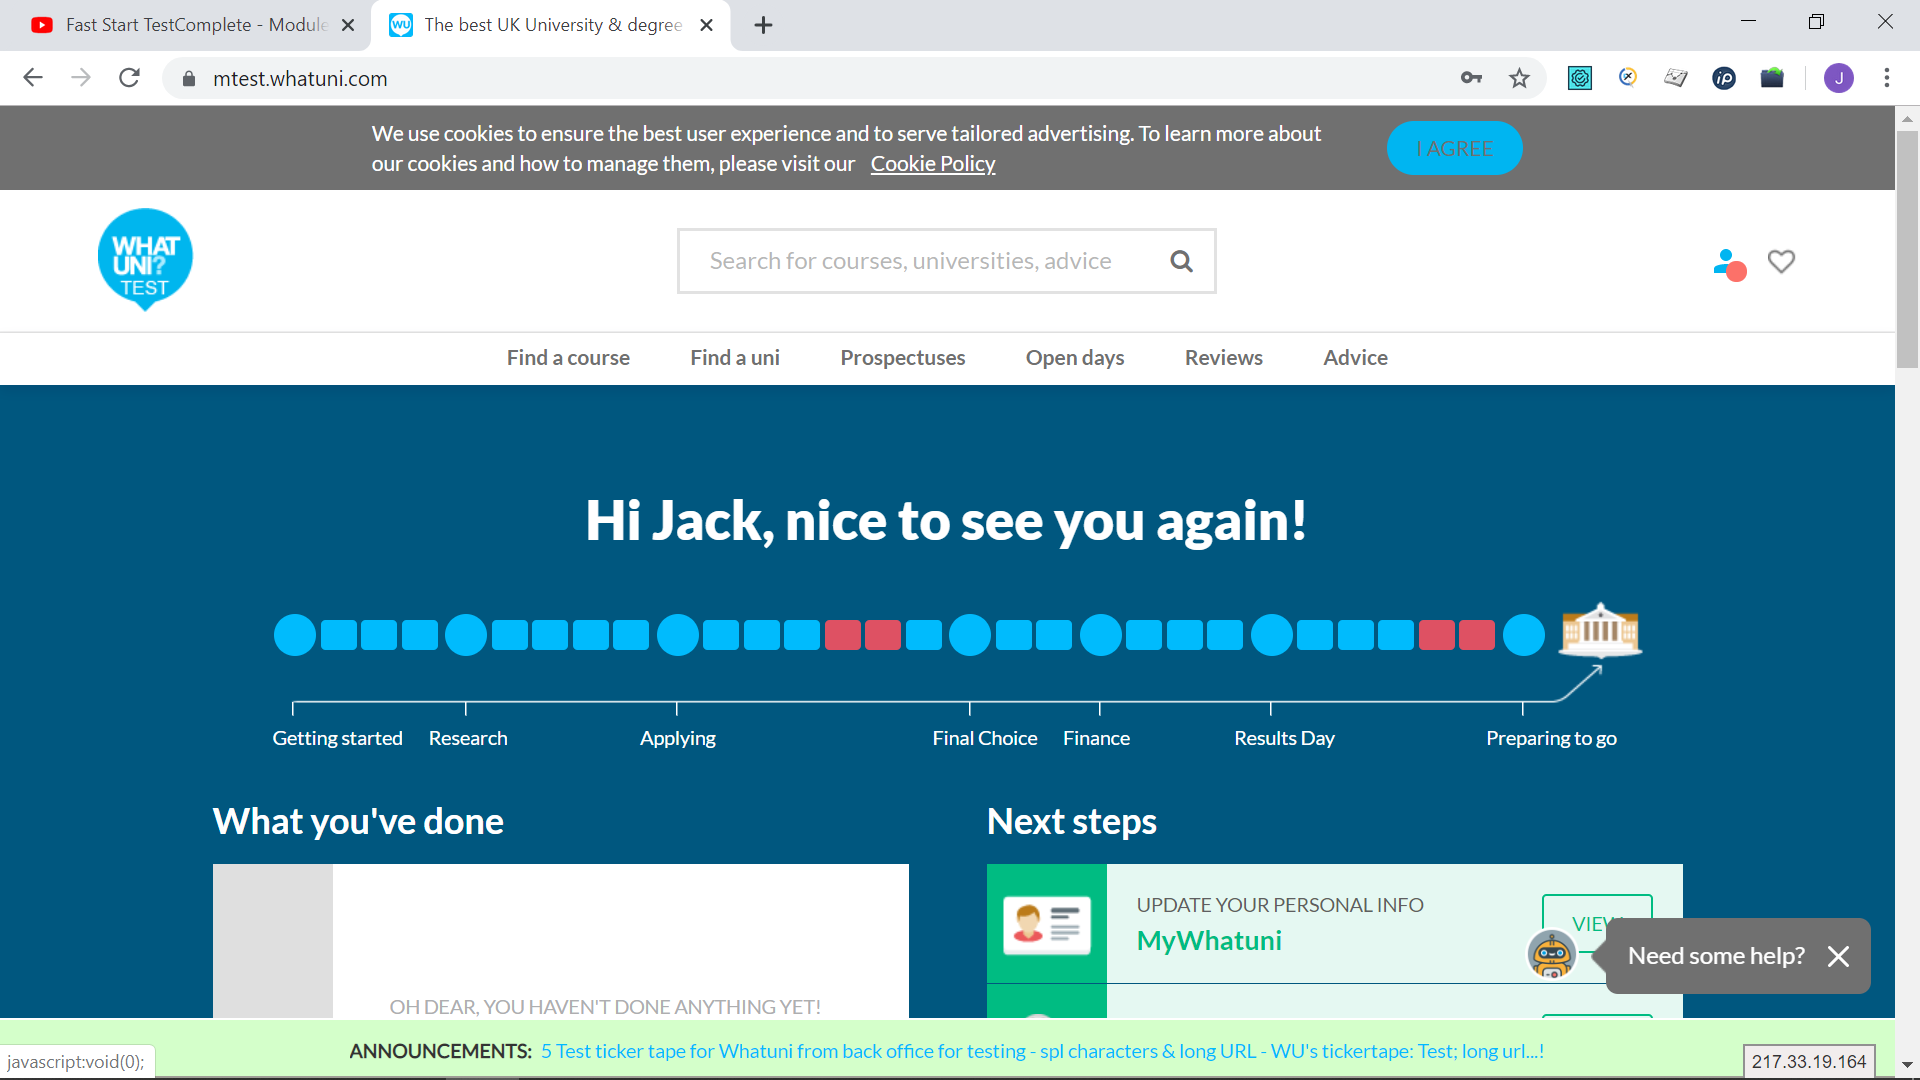 Fast Start TestComplete - Module
The best UK University & degree
mtest.whatuni.com
iP
J
We use cookies to ensure the best user experience and to serve tailored advertising. To learn more about
our cookies and how to manage them, please visit our Cookie Policy
I AGREE
WHAT
UNI?
TEST
Search for courses, universities, advice
Find a course
Find a uni
Prospectuses
Open days
Reviews
Advice
Hi Jack, nice to see you again!
Getting started
Research
Applying
Final Choice
Finance
Results Day
Preparing to go
What you've done
Next steps
UPDATE YOUR PERSONAL INFO
MyWhatuni
Need some help?
OH DEAR, YOU HAVEN'T DONE ANYTHING YET!
ANNOUNCEMENTS: 5 Test ticker tape for Whatuni from back office for testing - spl characters & long URL - WU's tickertape: Test; long url...!
javascript:void(0);
217.33.19.164